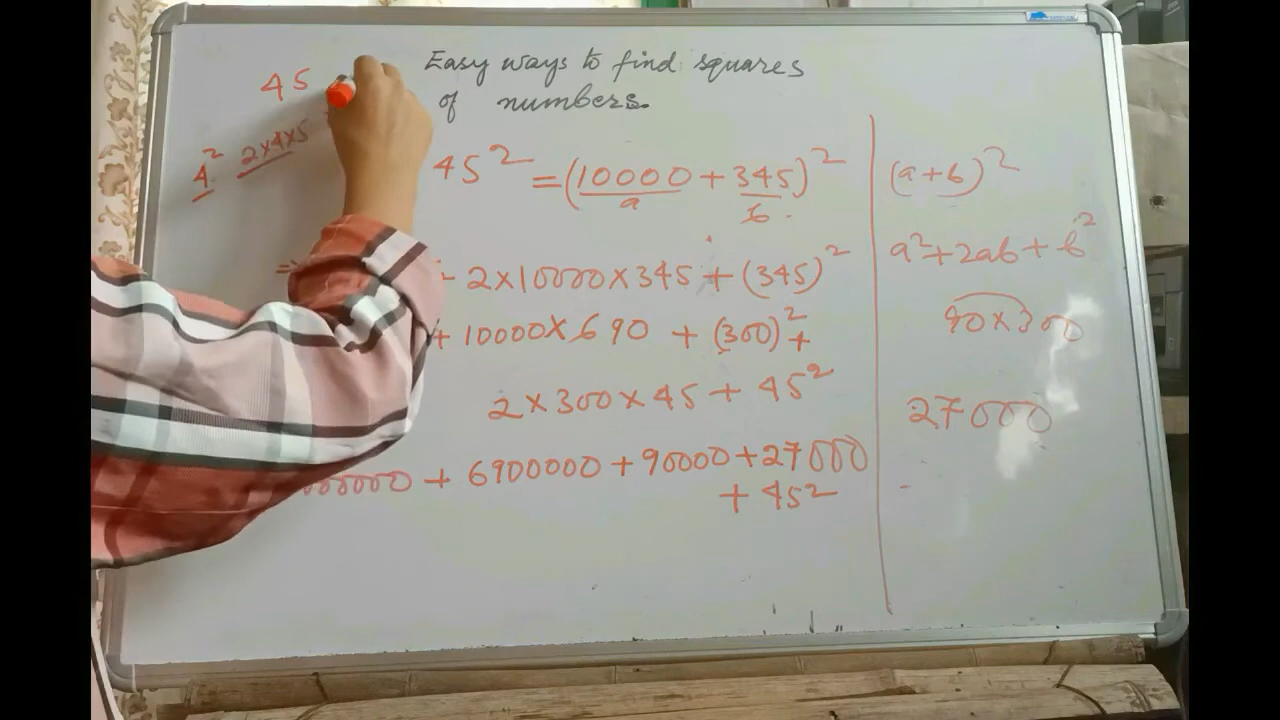 Easy ways to find squares
of numbers.
45
4² 2×4×5
45² = (10000 + 345)²
a b
2×10000×345 + (345)²
+ 10000×690 + (300)² +
2×300×45 + 45²
000000 + 6900000 + 90000 + 27000
+ 45²
(a+b)²
a²+2ab+b²
90×300
27000